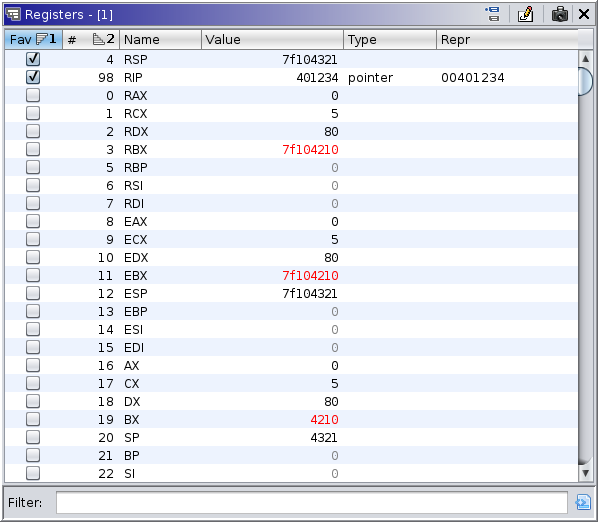 Registers - [1]
Fav 1 # 2 Name Value Type Repr
4 RSP 7f104321
98 RIP 401234 pointer 00401234
0 RAX 0
1 RCX 5
2 RDX 80
3 RBX 7f104210
5 RBP 0
6 RSI 0
7 RDI 0
8 EAX 0
9 ECX 5
10 EDX 80
11 EBX 7f104210
12 ESP 7f104321
13 EBP 0
14 ESI 0
15 EDI 0
16 AX 0
17 CX 5
18 DX 80
19 BX 4210
20 SP 4321
21 BP 0
22 SI 0
Filter: